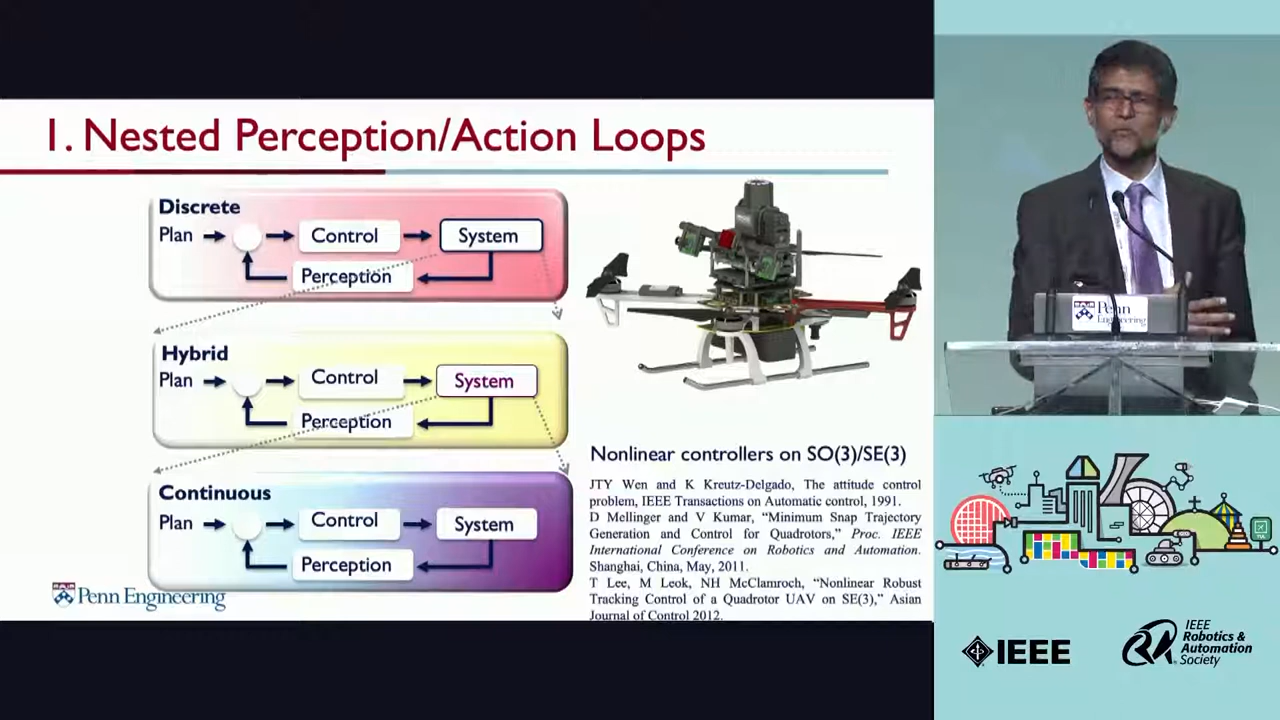 1. Nested Perception/Action Loops
Discrete
Plan
Control
System
Perception
Hybrid
Plan
Control
System
Perception
Continuous
Plan
Control
System
Perception
Penn Engineering
Nonlinear controllers on SO(3)/SE(3)
JTY Wen and K Kreutz-Delgado, The attitude control
problem, IEEE Transactions on Automatic control, 1991.
D Mellinger and V Kumar, “Minimum Snap Trajectory
Generation and Control for Quadrotors,” Proc. IEEE
International Conference on Robotics and Automation.
Shanghai, China, May, 2011.
T Lee, M Leok, NH McClamroch, “Nonlinear Robust
Tracking Control of a Quadrotor UAV on SE(3),” Asian
Journal of Control 2012.
Penn
Engineering
IEEE
IEEE
Robotics &
Automation
Society